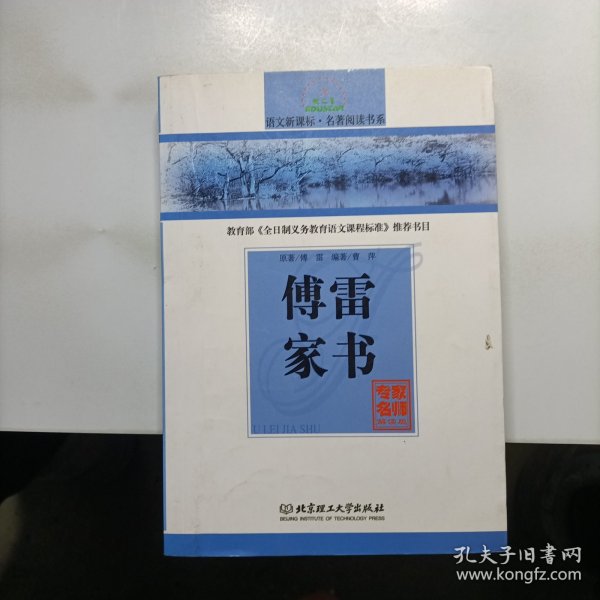 语文新课标·名著阅读书系
教育部《全日制义务教育语文课程标准》推荐书目
原著/傅 雷 编著/曹 萍
傅雷
家书
专家
名师
解读版
U LEI JIA SHU
北京理工大学出版社
BEIJING INSTITUTE OF TECHNOLOGY PRESS
孔夫子旧书网
www.kongfz.com